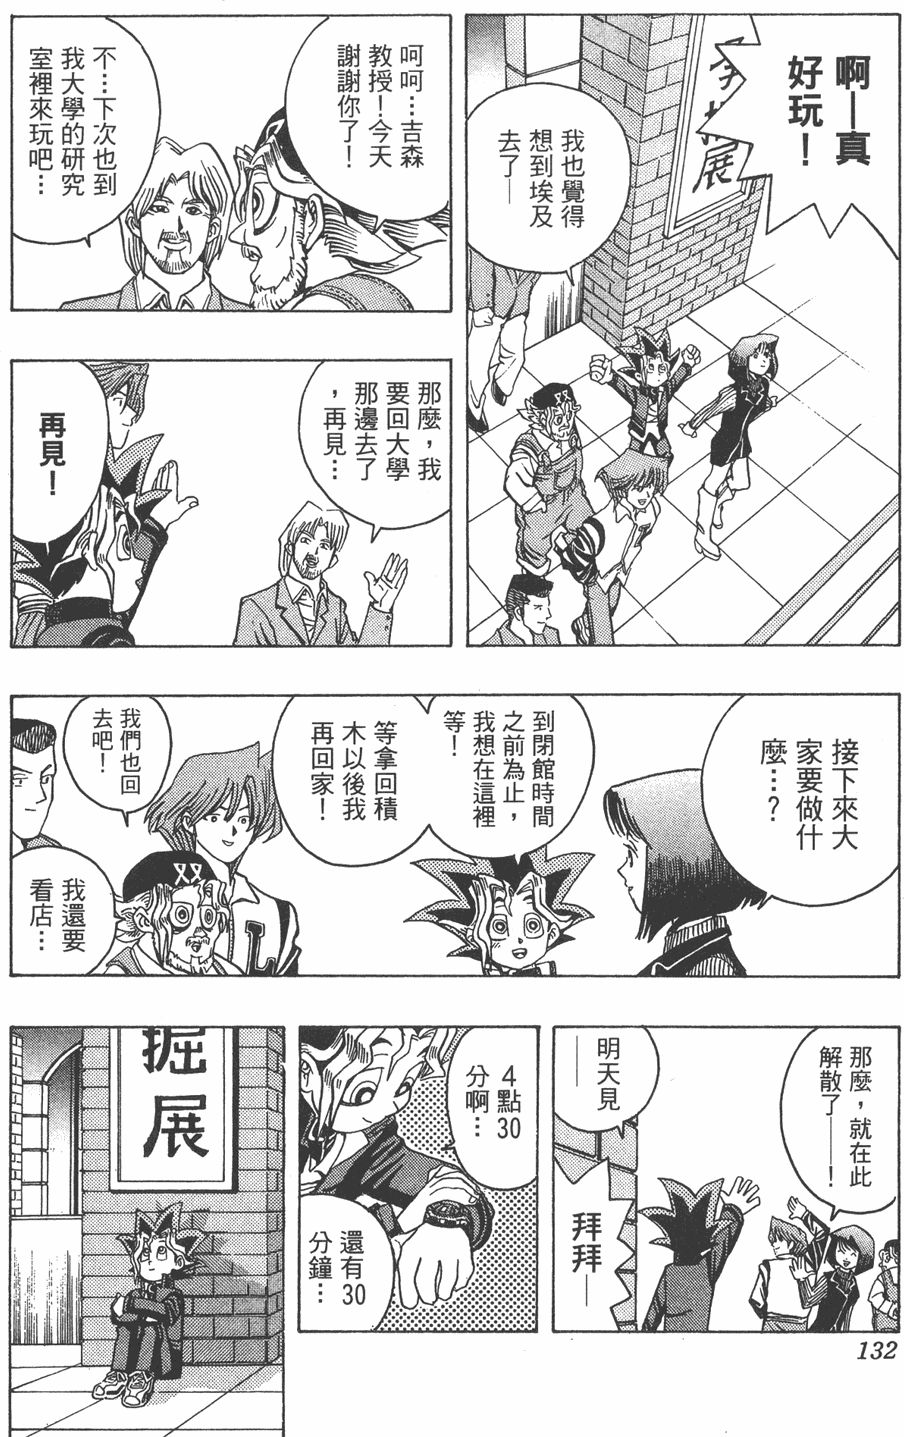 啊—真
好玩！
我也覺得
想到埃及
去了—
掘展
呵呵…吉森
教授！今天
謝謝你了！
不…下次也到
我大學的研究
室裡來玩吧…
那麼，我
要回大學
那邊去了
，再見…
再見！
接下來大
家要做什
麼…？
到閉館時間
之前為止，
我想在這裡
等！
等拿回積
木以後我
再回家！
我們也回
去吧！
我還要
看店…
那麼，就在此
解散了—！
明天見
—
拜拜—
4點30
分啊…
還有30
分鐘…
掘展
132